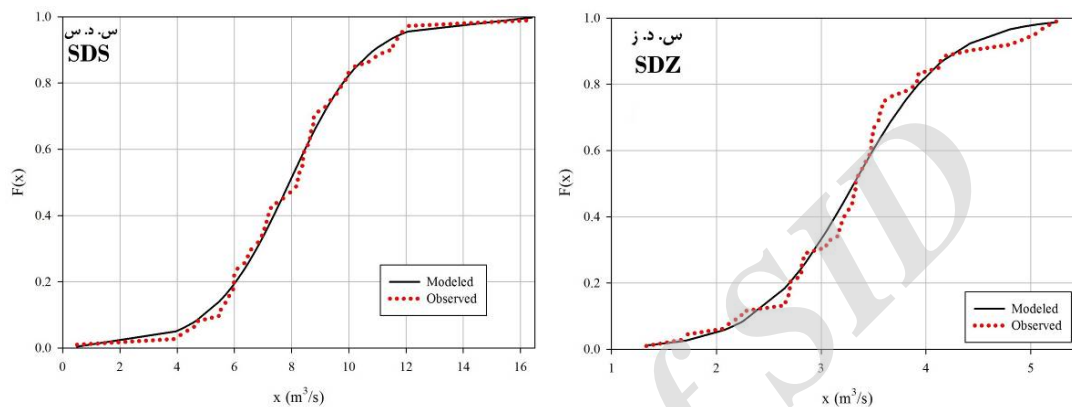 س. د. س
SDS
F(x)
1.0
0.8
0.6
0.4
0.2
0.0
Modeled
Observed
0 2 4 6 8 10 12 14 16
x (m³/s)
س. د. ز
SDZ
F(x)
1.0
0.8
0.6
0.4
0.2
0.0
Modeled
Observed
1 2 3 4 5
x (m³/s)
of SID